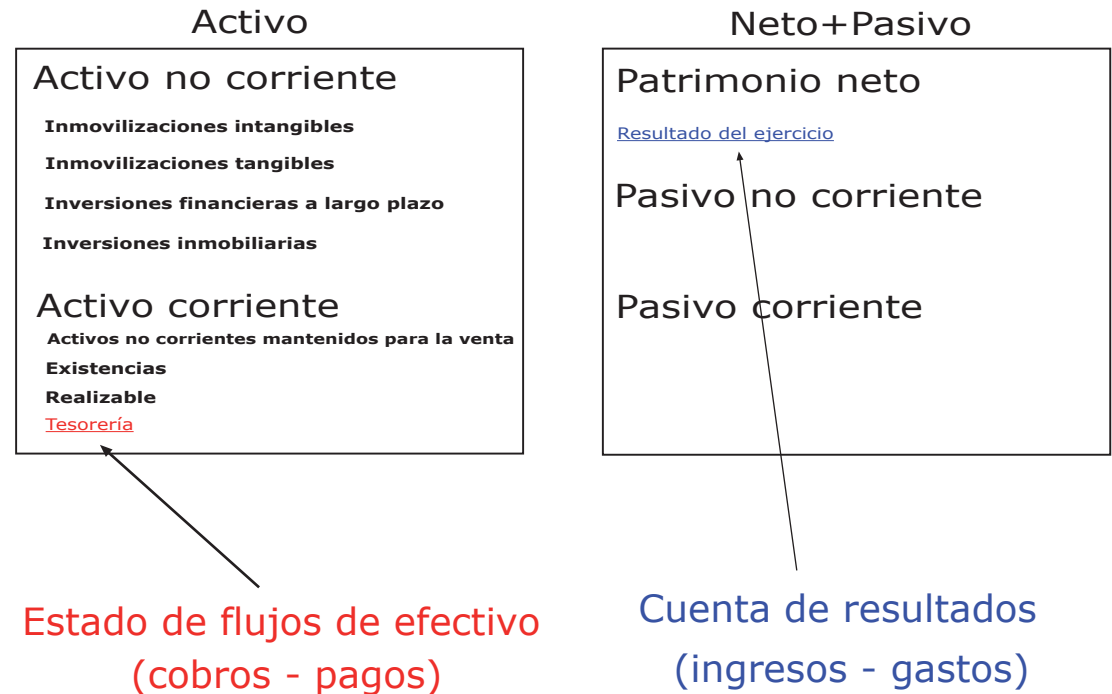 Activo
Activo no corriente
Inmovilizaciones intangibles
Inmovilizaciones tangibles
Inversiones financieras a largo plazo
Inversiones inmobiliarias
Activo corriente
Activos no corrientes mantenidos para la venta
Existencias
Realizable
Tesorería
Estado de flujos de efectivo
(cobros - pagos)
Neto+Pasivo
Patrimonio neto
Resultado del ejercicio
Pasivo no corriente
Pasivo corriente
Cuenta de resultados
(ingresos - gastos)